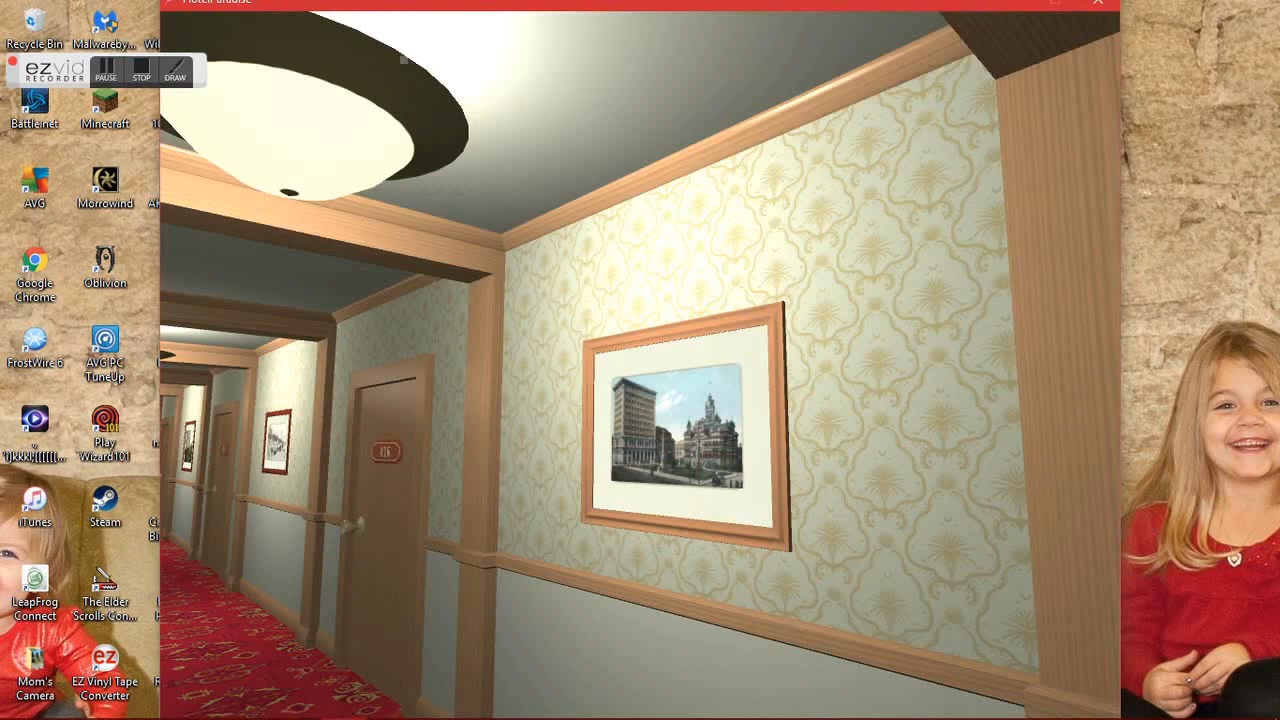 Recycle Bin
Malwareby...
ezvid
RECORDER
PAUSE
STOP
DRAW
Battle.net
Minecraft
AVG
Morrowind
Google
Chrome
Oblivion
FrostWire 6
AVG PC
TuneUp
Play
Wizard101
iTunes
Steam
LeapFrog
Connect
The Elder
Scrolls Con...
Mom's
Camera
EZ Vinyl Tape
Converter
426